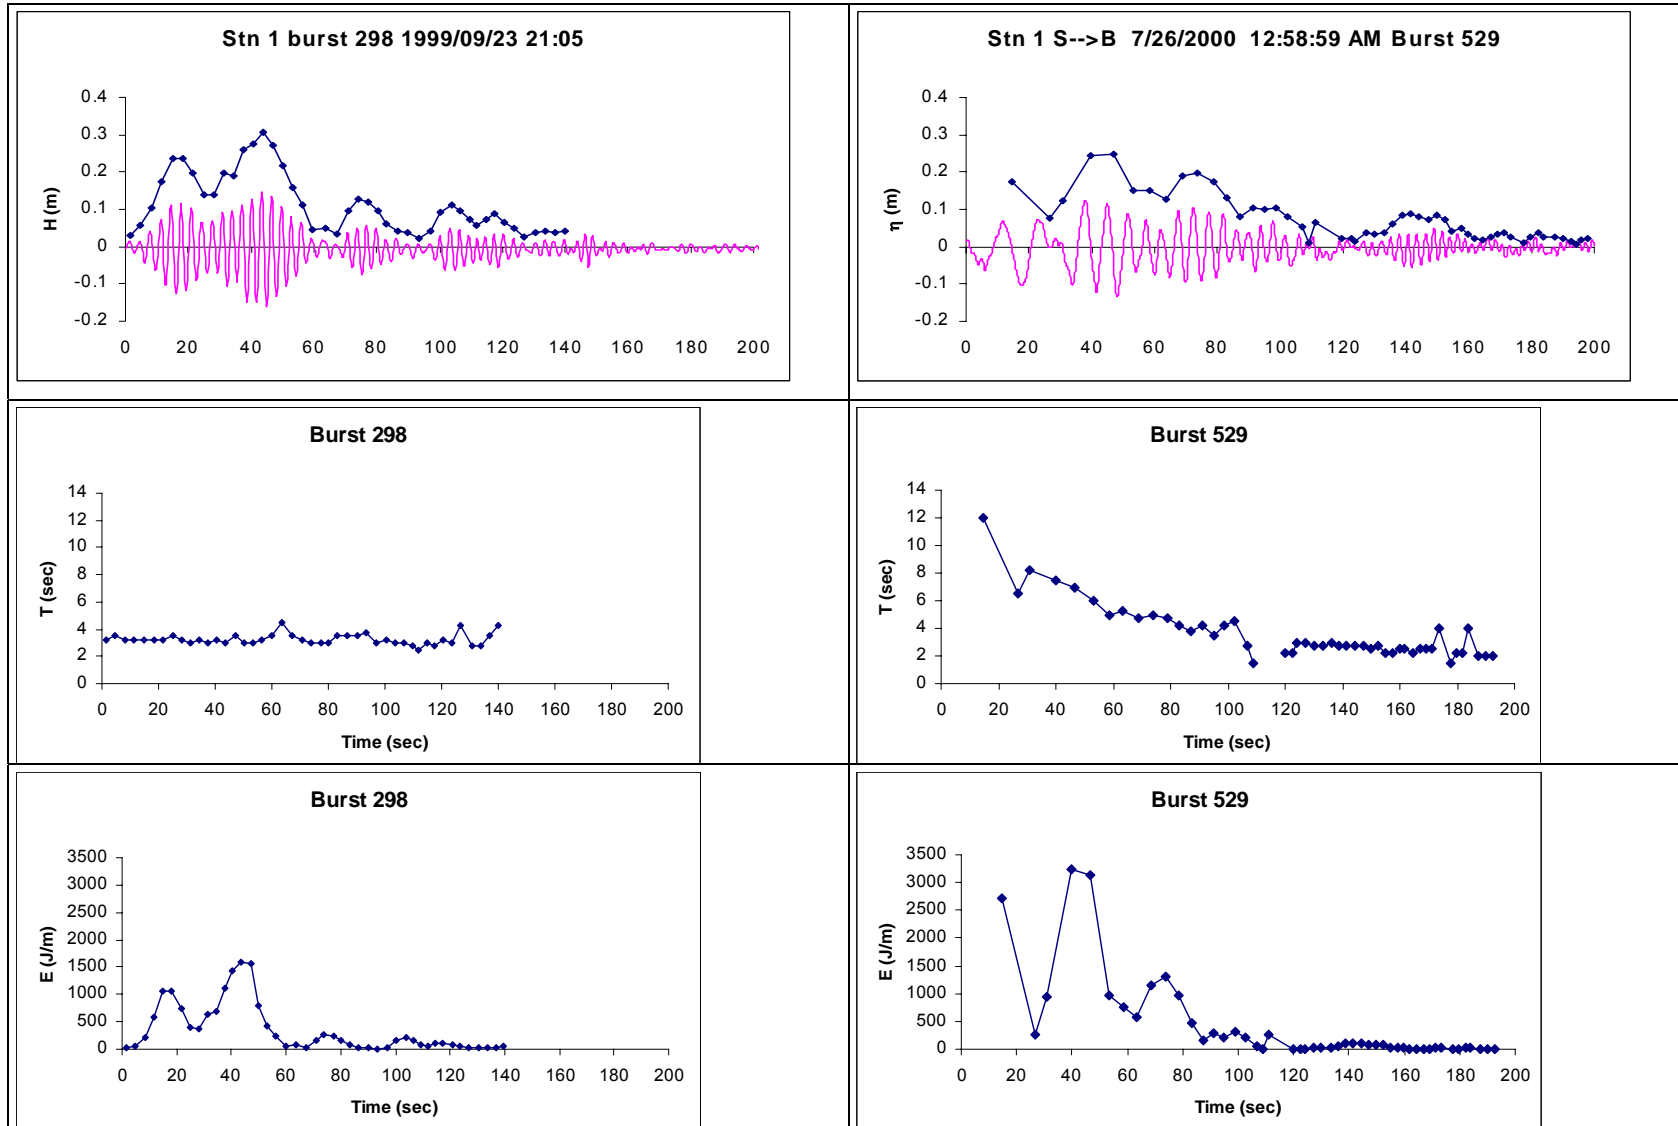 Stn 1 burst 298 1999/09/23 21:05
H (m)
0.4
0.3
0.2
0.1
0
-0.1
-0.2
0 20 40 60 80 100 120 140 160 180 200
Stn 1 S-->B 7/26/2000 12:58:59 AM Burst 529
η (m)
0.4
0.3
0.2
0.1
0
-0.1
-0.2
0 20 40 60 80 100 120 140 160 180 200
Burst 298
T (sec)
14
12
10
8
6
4
2
0
0 20 40 60 80 100 120 140 160 180 200
Time (sec)
Burst 529
T (sec)
14
12
10
8
6
4
2
0
0 20 40 60 80 100 120 140 160 180 200
Time (sec)
Burst 298
E (J/m)
3500
3000
2500
2000
1500
1000
500
0
0 20 40 60 80 100 120 140 160 180 200
Time (sec)
Burst 529
E (J/m)
3500
3000
2500
2000
1500
1000
500
0
0 20 40 60 80 100 120 140 160 180 200
Time (sec)